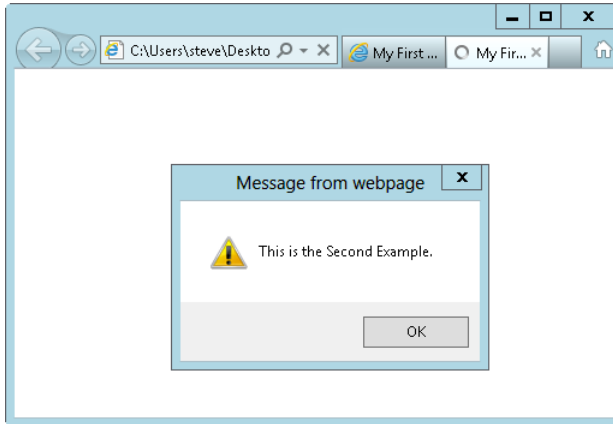 C:\Users\steve\Deskto
My First ...
My Fir...
Message from webpage
This is the Second Example.
OK